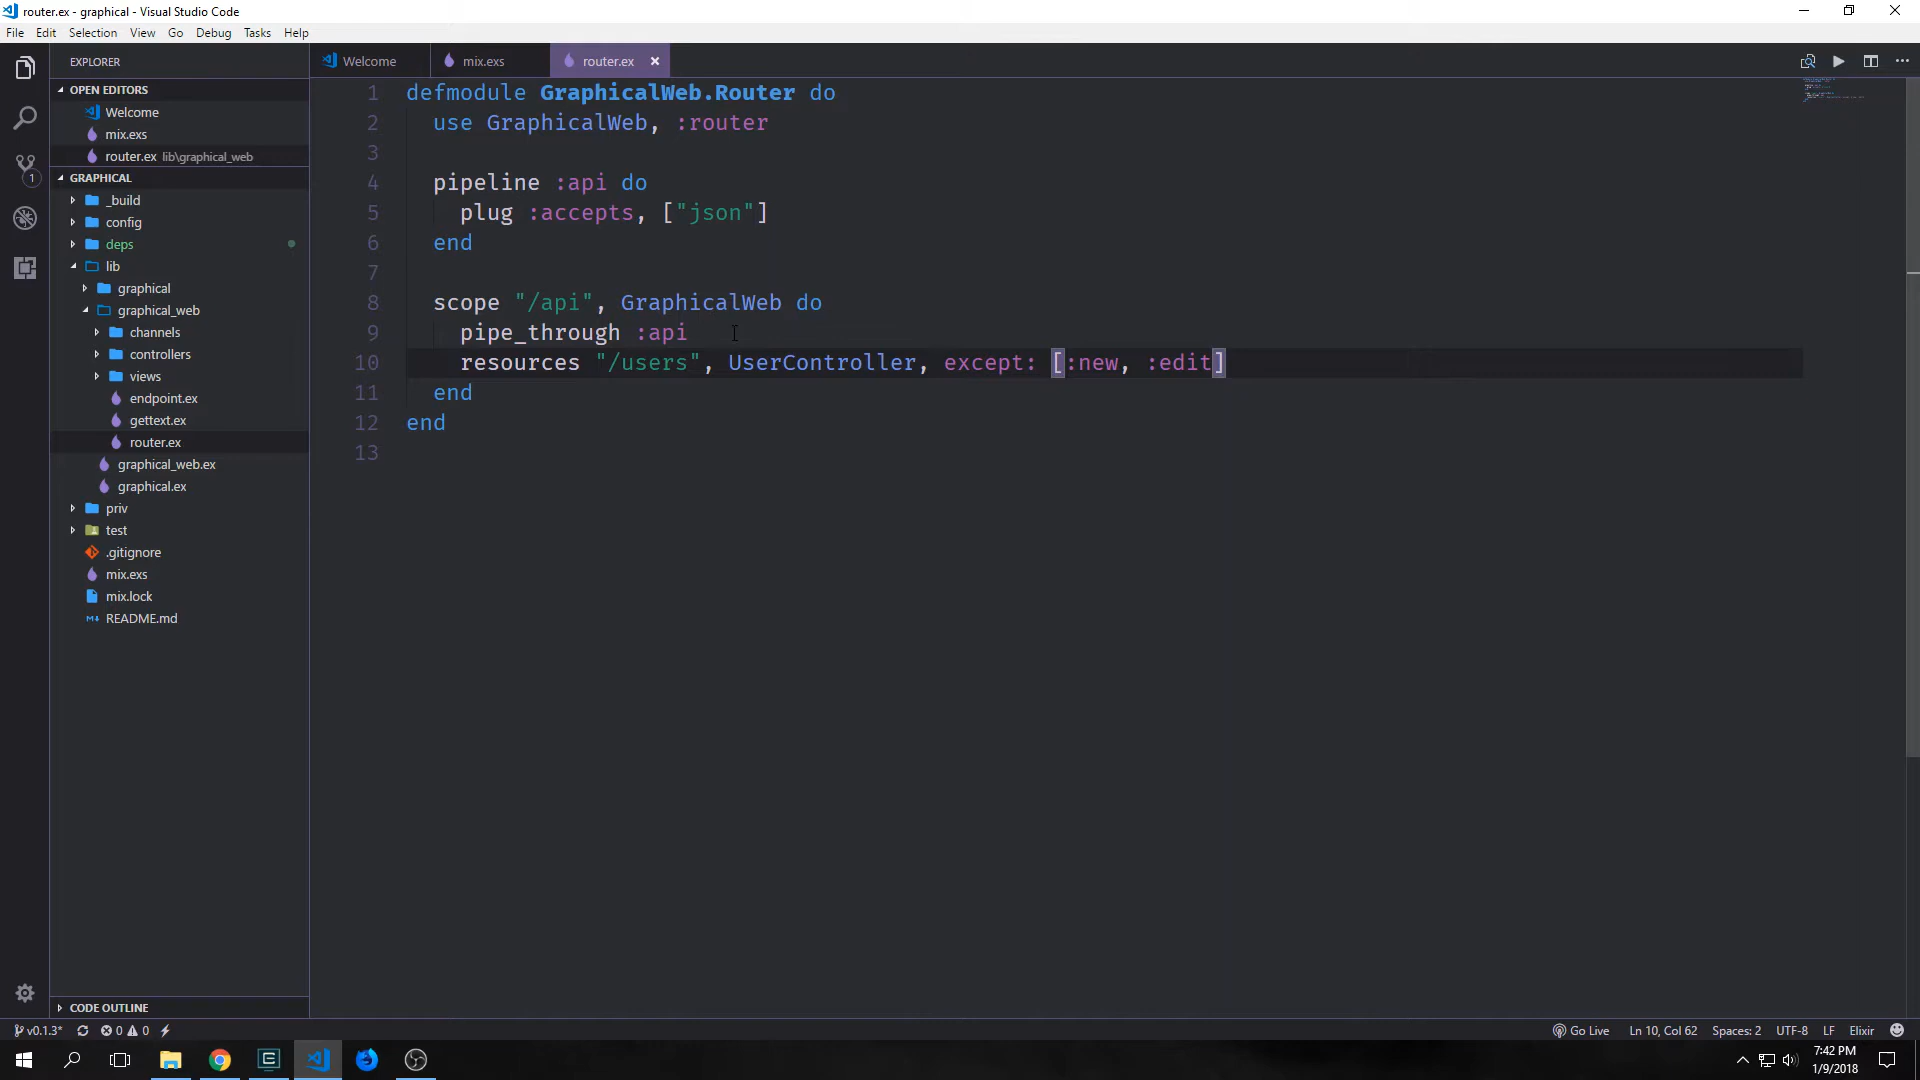 router.ex - graphical - Visual Studio Code
File Edit Selection View Go Debug Tasks Help
EXPLORER
OPEN EDITORS
Welcome
mix.exs
router.ex lib\graphical_web
GRAPHICAL
_build
config
deps
lib
graphical
graphical_web
channels
controllers
views
endpoint.ex
gettext.ex
router.ex
graphical_web.ex
graphical.ex
priv
test
.gitignore
mix.exs
mix.lock
README.md
CODE OUTLINE
1
Welcome mix.exs router.ex
1 defmodule GraphicalWeb.Router do
2 use GraphicalWeb, :router
3
4 pipeline :api do
5 plug :accepts, ["json"]
6 end
7
8 scope "/api", GraphicalWeb do
9 pipe_through :api
10 resources "/users", UserController, except: [:new, :edit]
11 end
12 end
13
v0.1.3* 0 0 Go Live Ln 10, Col 62 Spaces: 2 UTF-8 LF Elixir
7:42 PM
1/9/2018